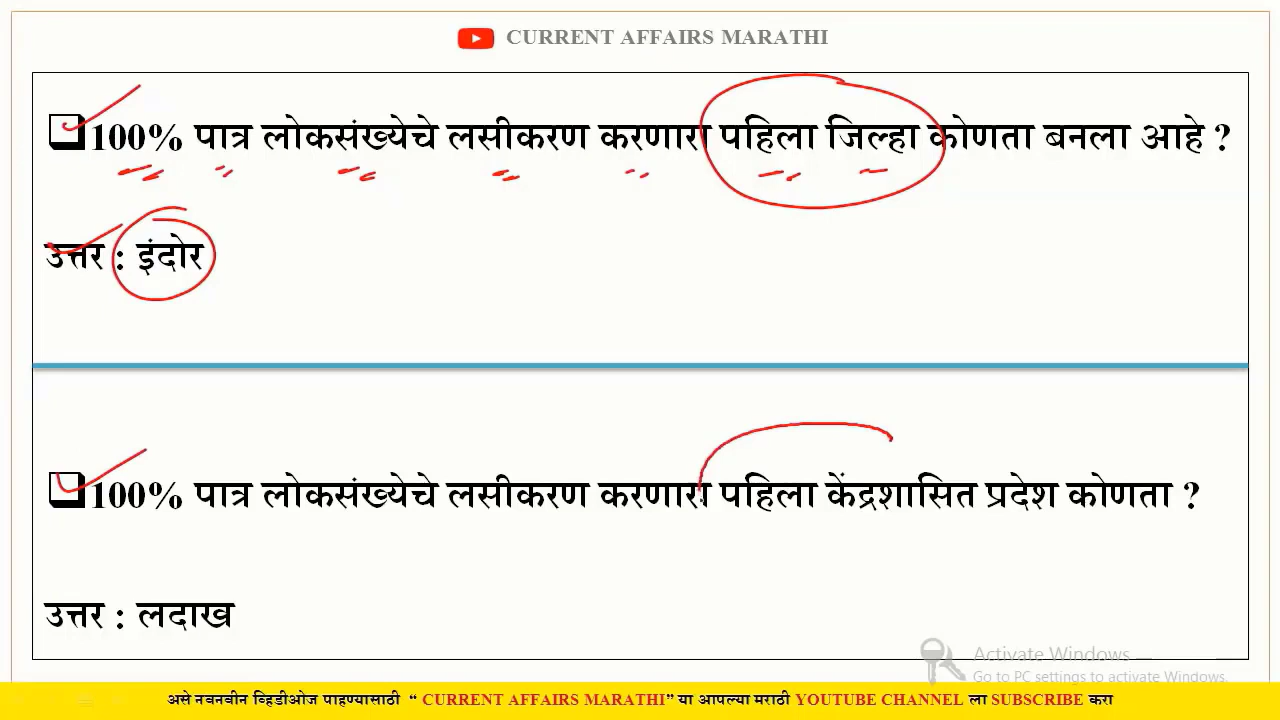 CURRENT AFFAIRS MARATHI
100% पात्र लोकसंख्येचे लसीकरण करणारा पहिला जिल्हा कोणता बनला आहे ?
उत्तर : इंदोर
100% पात्र लोकसंख्येचे लसीकरण करणारा पहिला केंद्रशासित प्रदेश कोणता ?
उत्तर : लदाख
Activate Windows
Go to PC settings to activate Windows.
असे नवनवीन व्हिडीओज पाहण्यासाठी “ CURRENT AFFAIRS MARATHI” या आपल्या मराठी YOUTUBE CHANNEL ला SUBSCRIBE करा